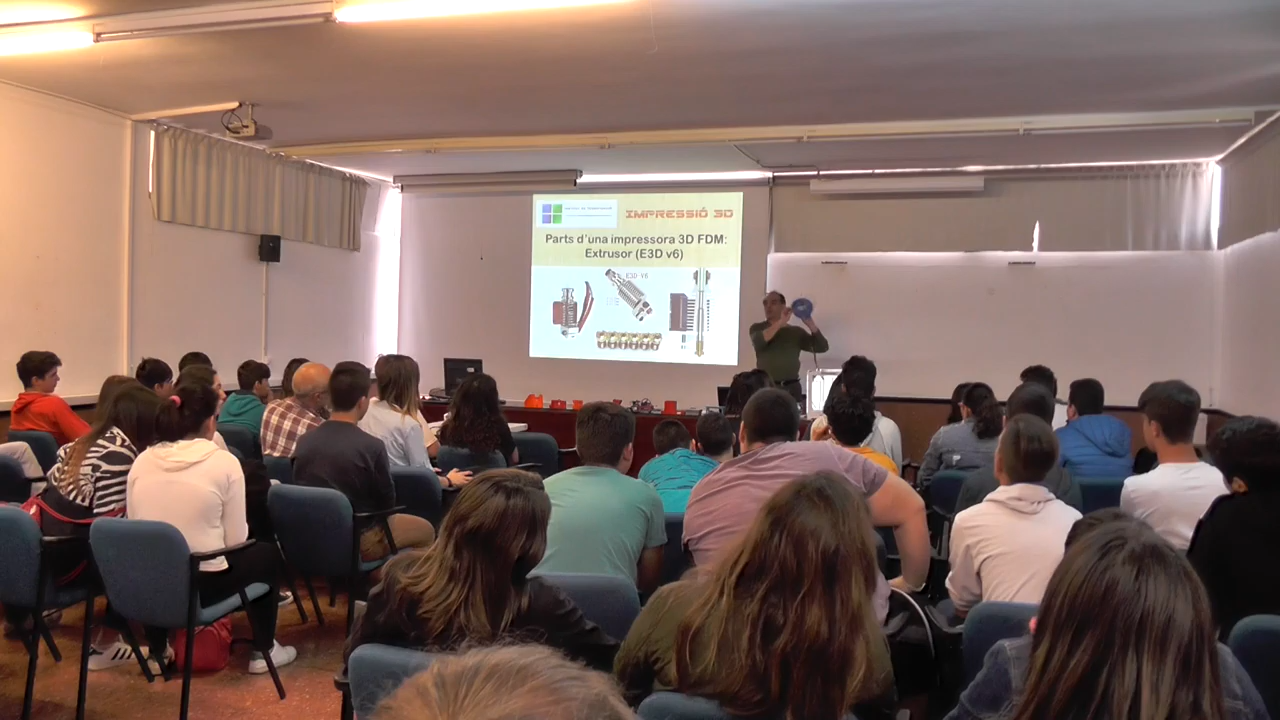 IMPRESSIÓ 3D
Parts d'una impressora 3D FDM:
Extrusor (E3D v6)
E3D V6